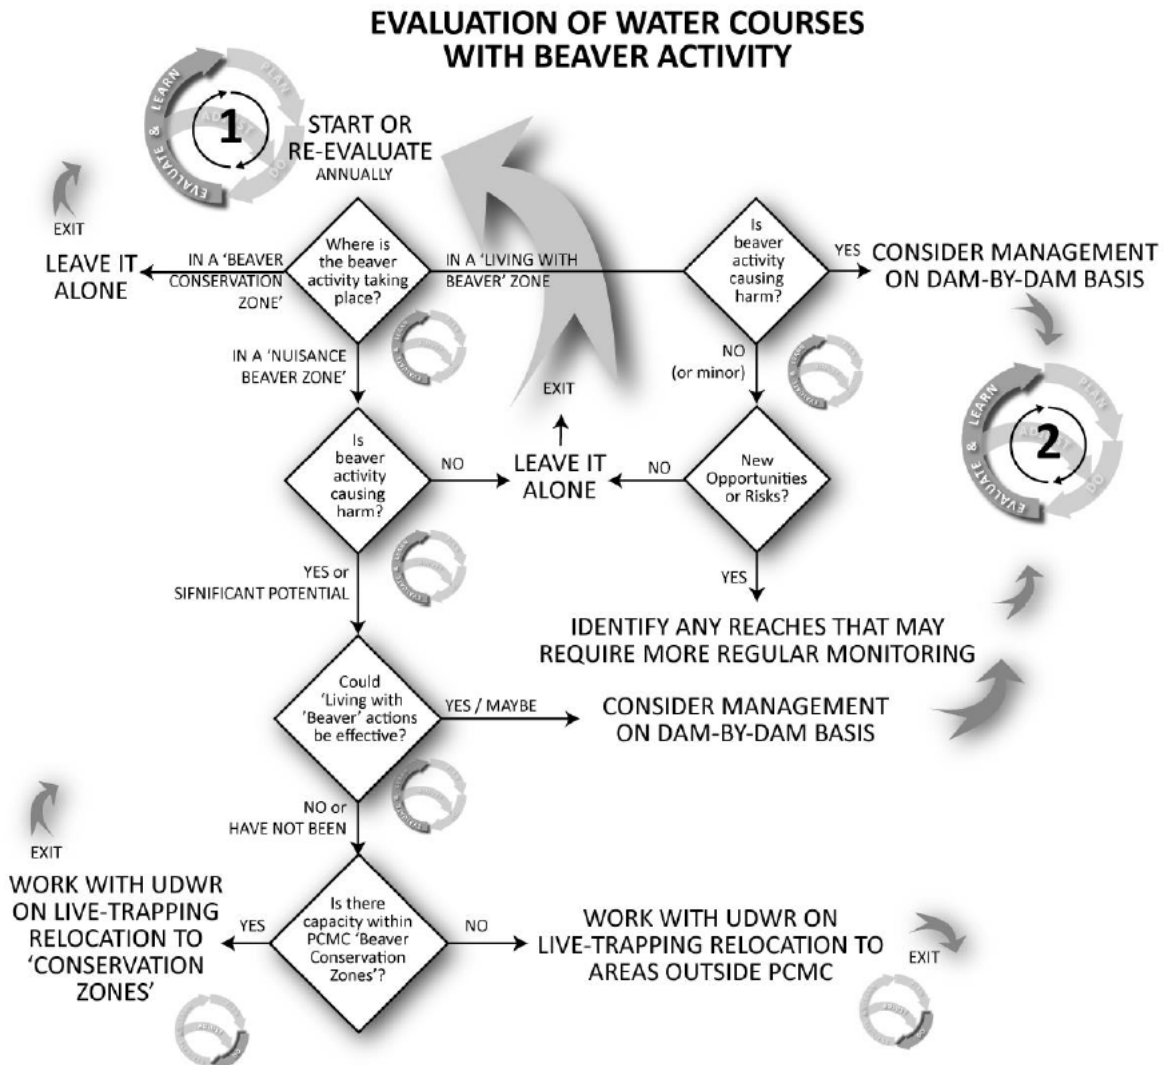 EVALUATION OF WATER COURSES
WITH BEAVER ACTIVITY
EVALUATE & LEARN
PLAN
DO
ADJUST
1
START OR
RE-EVALUATE
ANNUALLY
EXIT
LEAVE IT
ALONE
IN A ‘BEAVER
CONSERVATION
ZONE’
Where is
the beaver
activity taking
place?
IN A ‘LIVING WITH
BEAVER’ ZONE
Is
beaver
activity
causing
harm?
YES
CONSIDER MANAGEMENT
ON DAM-BY-DAM BASIS
IN A ‘NUISANCE
BEAVER ZONE’
NO
(or minor)
EXIT
EVALUATE & LEARN
PLAN
DO
ADJUST
2
Is
beaver
activity
causing
harm?
NO
LEAVE IT
ALONE
NO
New
Opportunities
or Risks?
YES or
SIFNIFICANT POTENTIAL
YES
IDENTIFY ANY REACHES THAT MAY
REQUIRE MORE REGULAR MONITORING
Could
‘Living with
’Beaver’ actions
be effective?
YES / MAYBE
CONSIDER MANAGEMENT
ON DAM-BY-DAM BASIS
NO or
HAVE NOT BEEN
EXIT
WORK WITH UDWR
ON LIVE-TRAPPING
RELOCATION TO
‘CONSERVATION
ZONES’
YES
Is there
capacity within
PCMC ‘Beaver
Conservation
Zones’?
NO
WORK WITH UDWR ON
LIVE-TRAPPING RELOCATION TO
AREAS OUTSIDE PCMC
EXIT